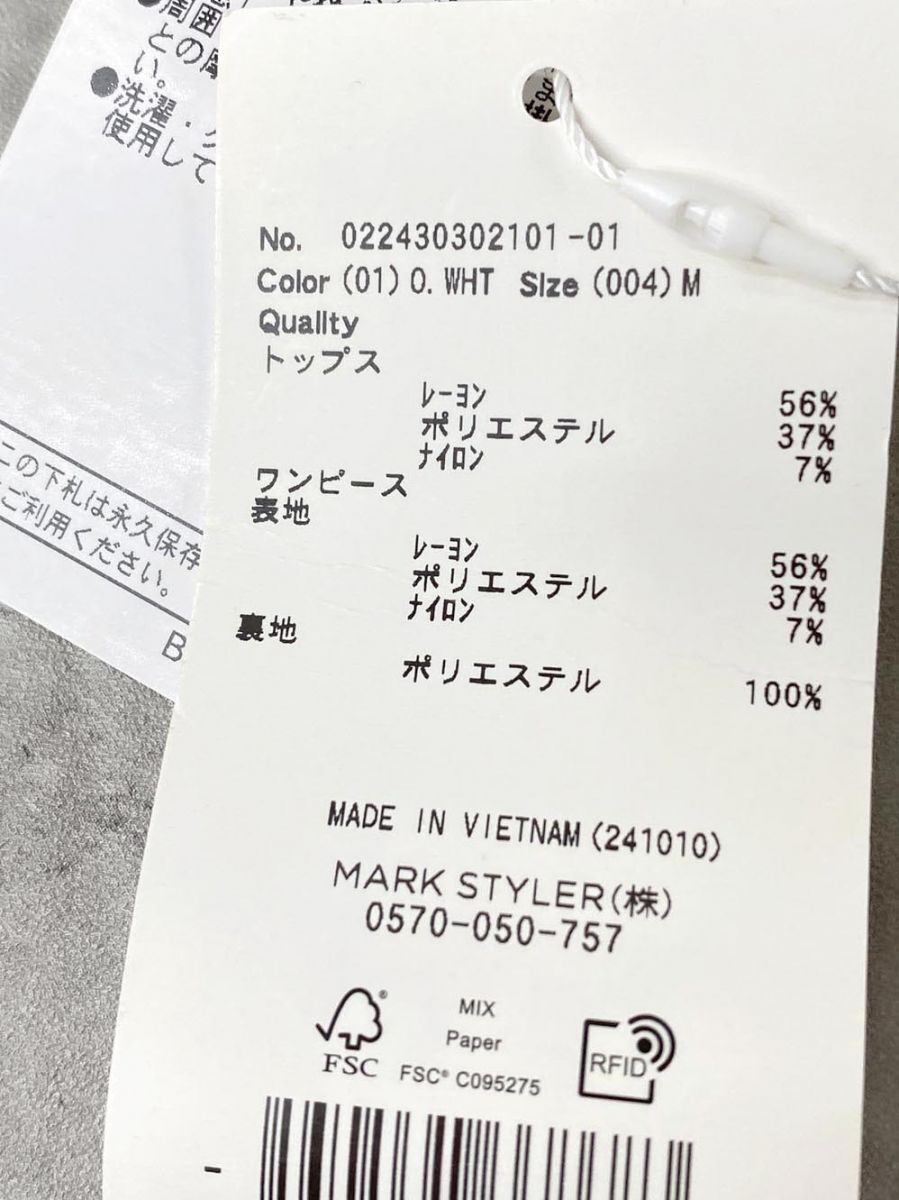 周囲
との摩
い。
●洗濯・ク
使用して
この下札は永久保存
ご利用ください。
B
No. 022430302101-01
Color (01) O. WHT Size (004) M
Quality
トップス
レーヨン 56%
ポリエステル 37%
ナイロン 7%
ワンピース
表地
レーヨン 56%
ポリエステル 37%
ナイロン 7%
裏地
ポリエステル 100%
MADE IN VIETNAM (241010)
MARK STYLER(株)
0570-050-757
MIX
Paper
FSC
FSC® C095275
RFID